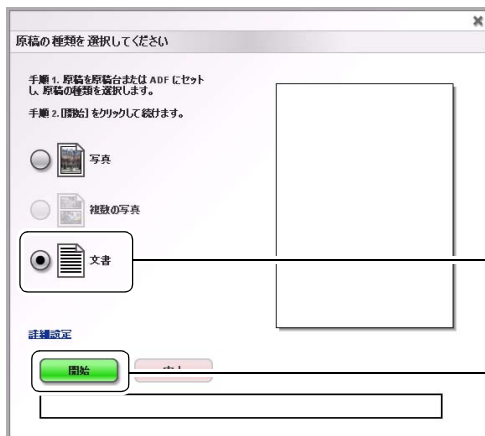 原稿の種類を選択してください
手順 1. 原稿を原稿台または ADF にセット
し、原稿の種類を選択します。
手順 2. [開始] をクリックして続けます。
写真
複数の写真
文書
詳細設定
開始